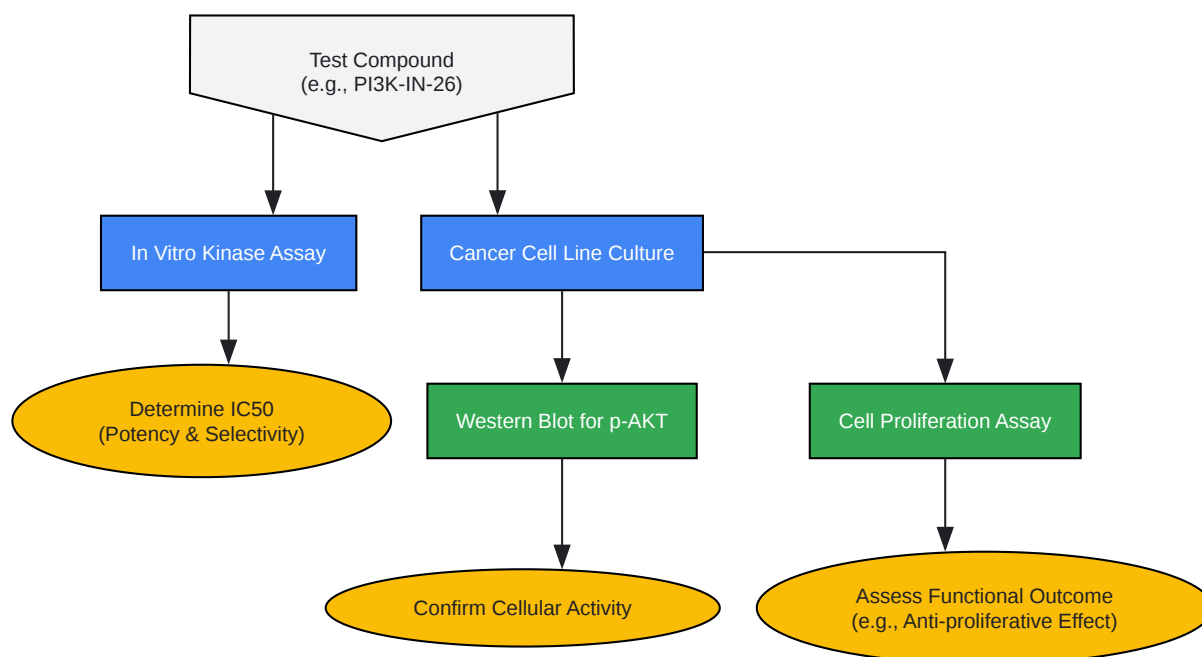 Test Compound
(e.g., PI3K-IN-26)
In Vitro Kinase Assay
Cancer Cell Line Culture
Determine IC50
(Potency & Selectivity)
Western Blot for p-AKT
Cell Proliferation Assay
Confirm Cellular Activity
Assess Functional Outcome
(e.g., Anti-proliferative Effect)